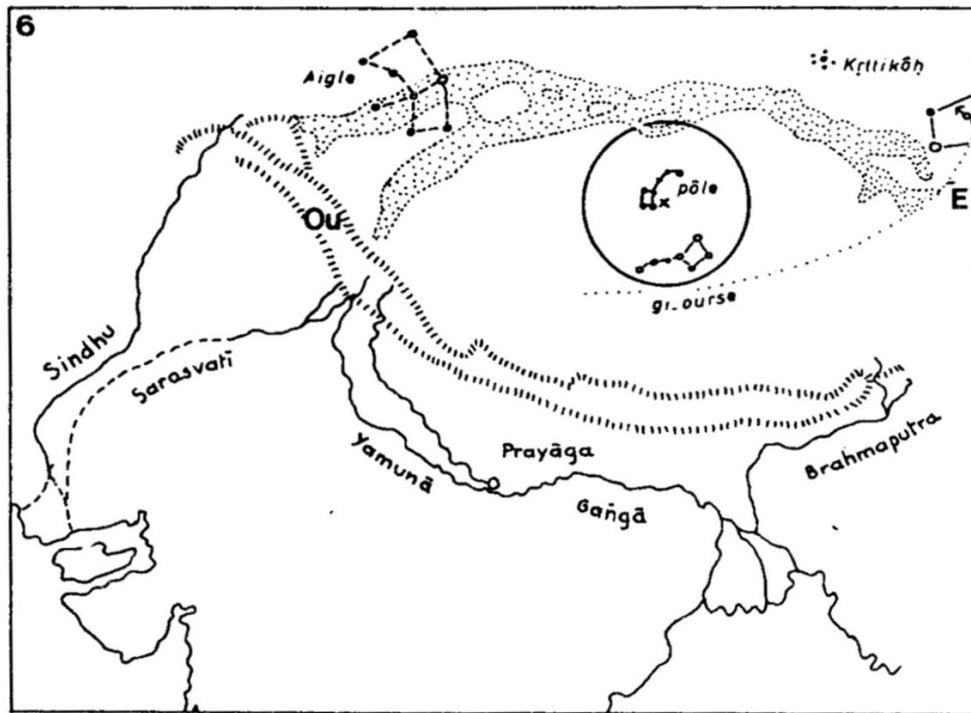 6
Aigle
Kṛttikāḥ
pôle
E
Ou
gr. ourse
Sindhu
Sarasvatī
Yamunā
Prayāga
Gaṅgā
Brahmaputra